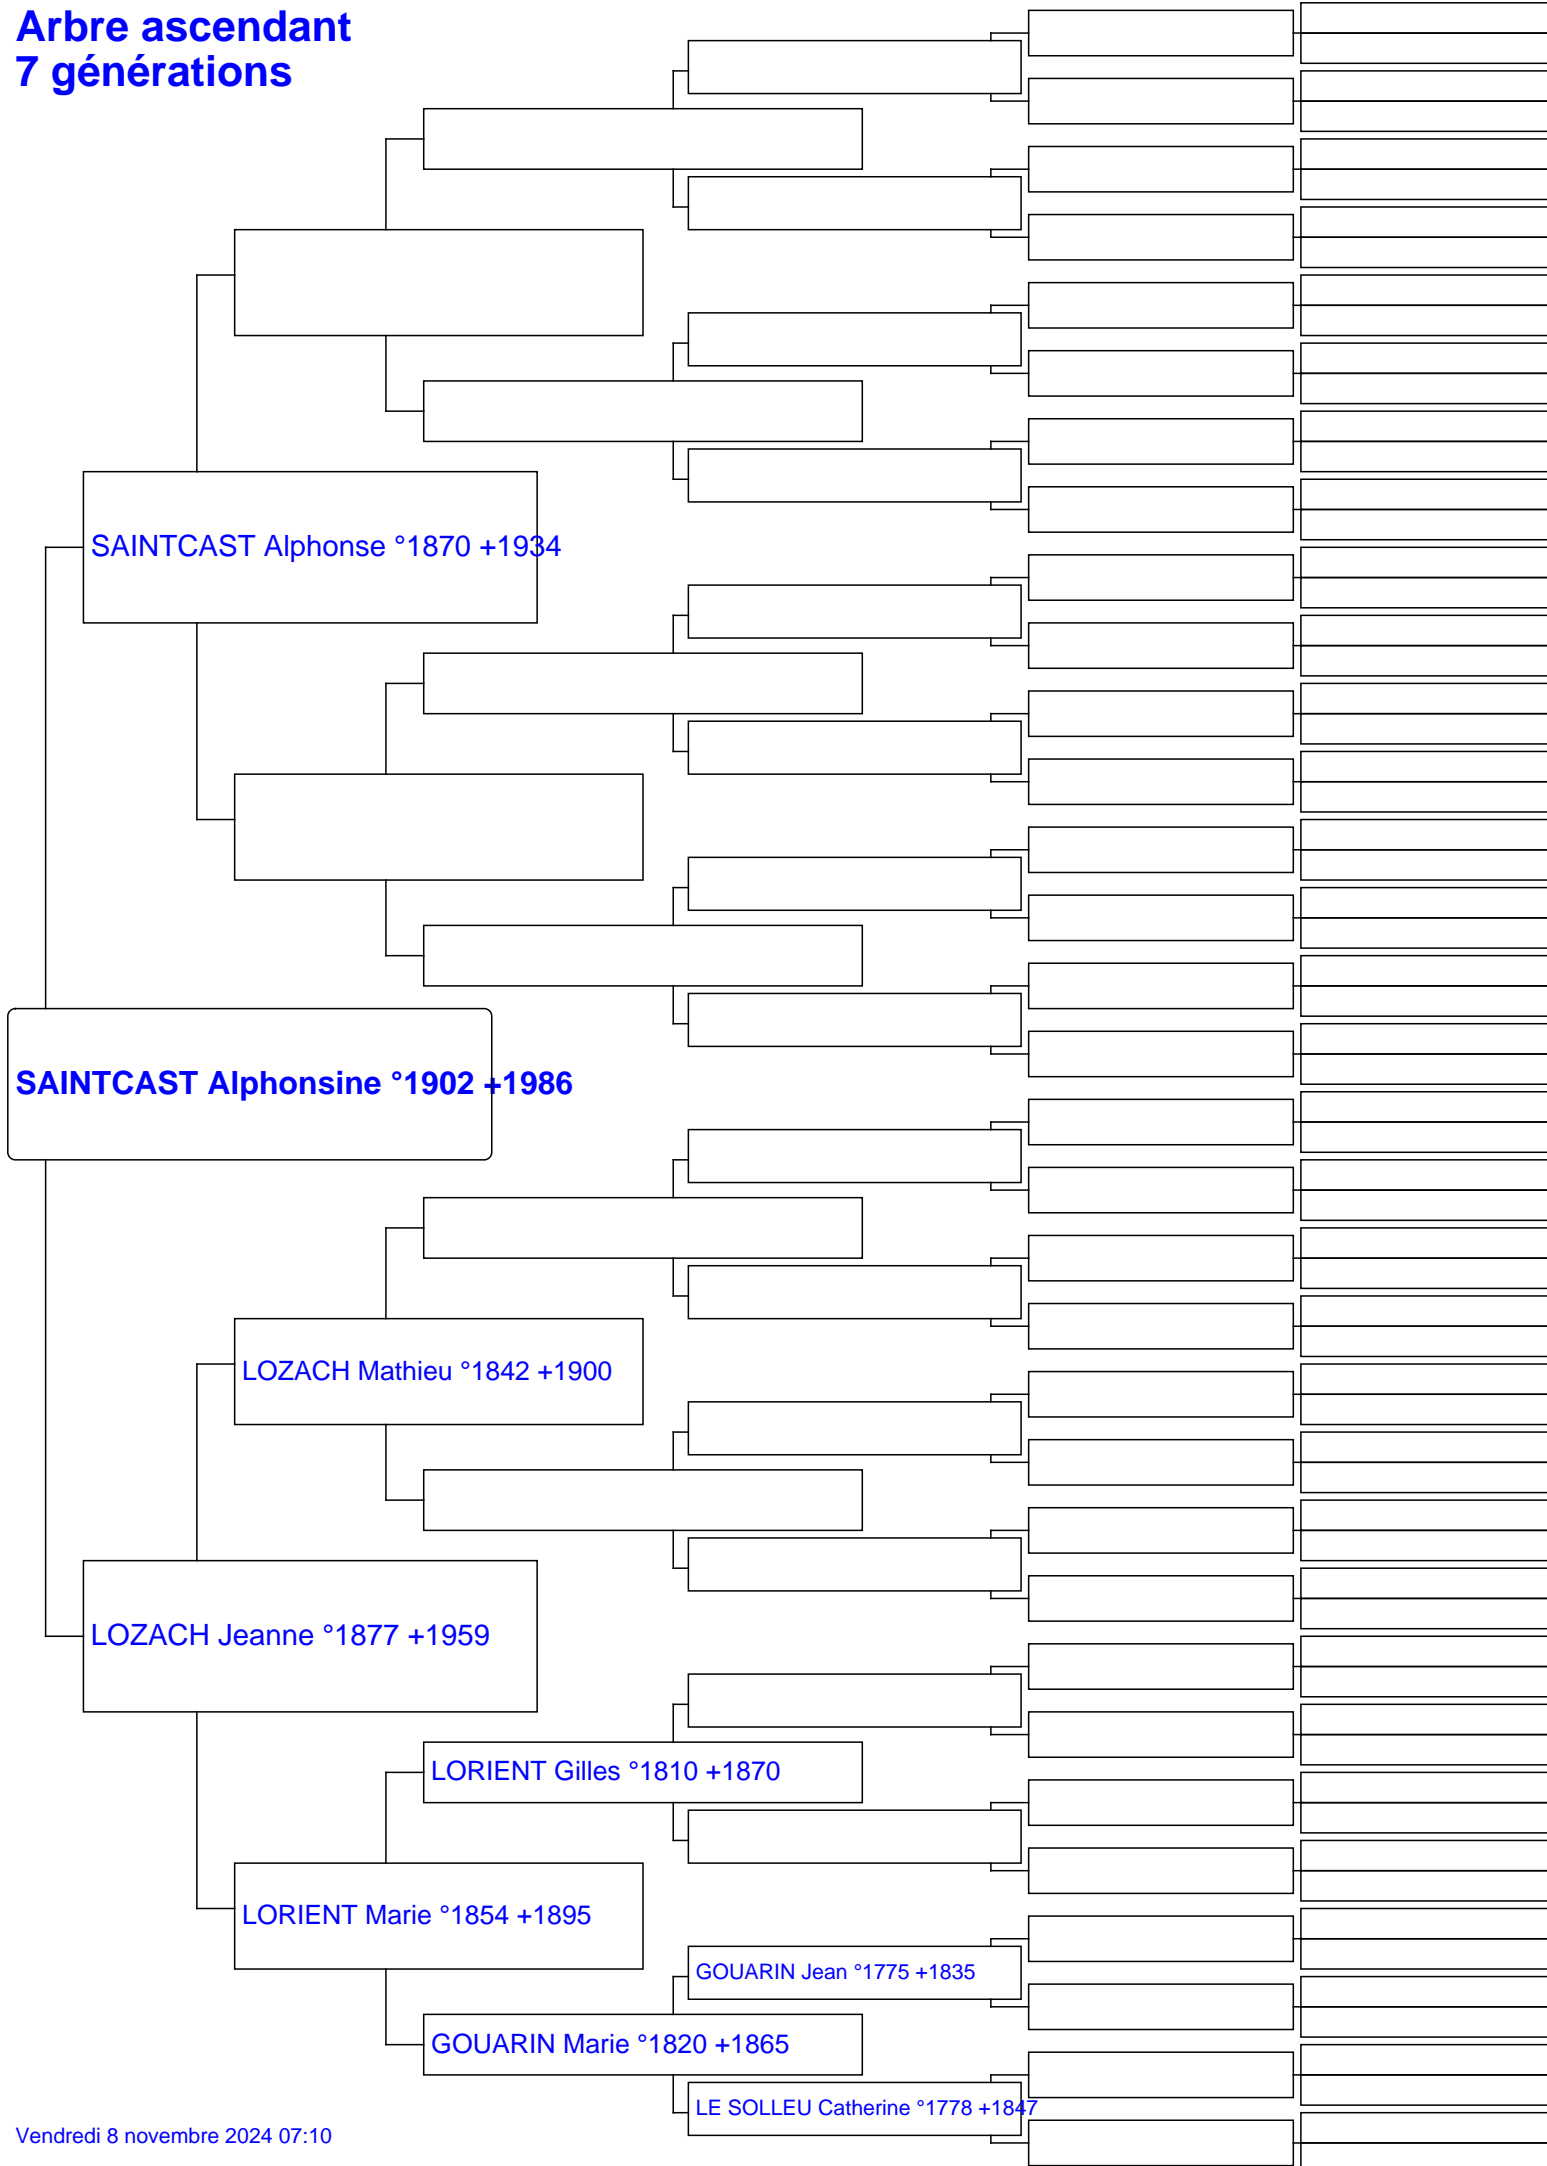 Arbre ascendant
7 générations
SAINTCAST Alphonse °1870 +1934
SAINTCAST Alphonsine °1902 +1986
LOZACH Mathieu °1842 +1900
LOZACH Jeanne °1877 +1959
LORIENT Gilles °1810 +1870
LORIENT Marie °1854 +1895
GOUARIN Jean °1775 +1835
GOUARIN Marie °1820 +1865
LE SOLLEU Catherine °1778 +1847
Vendredi 8 novembre 2024 07:10